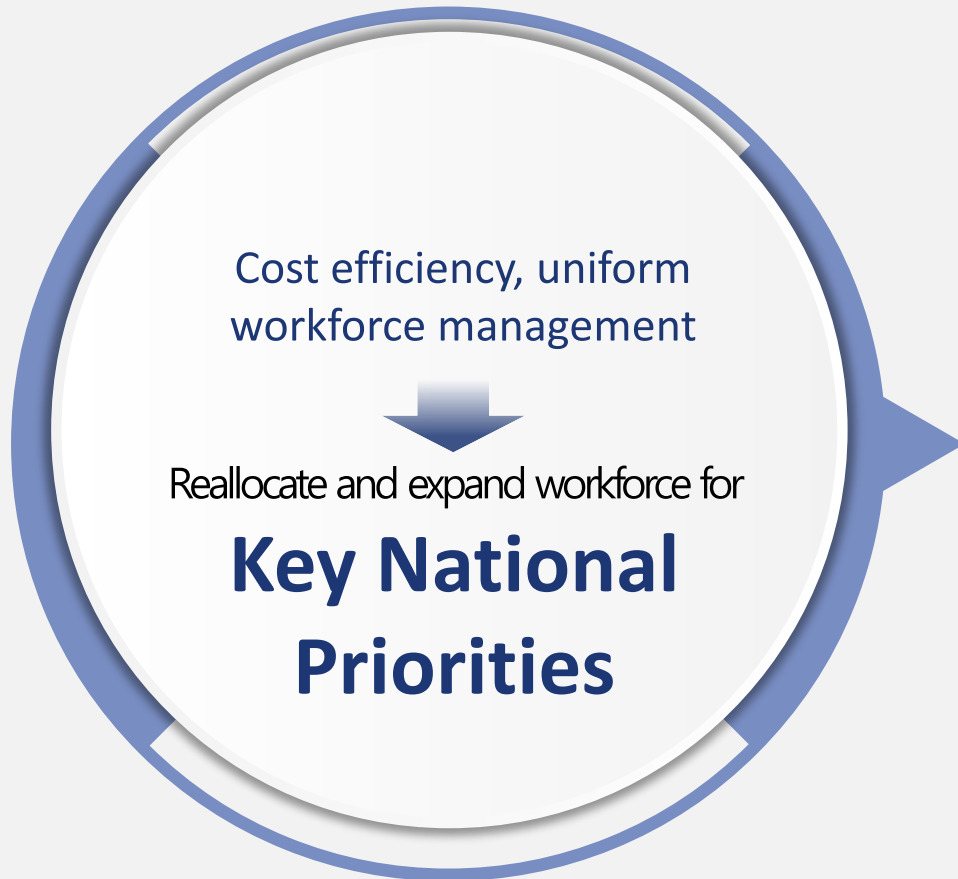 Cost efficiency, uniform
workforce management
Reallocate and expand workforce for
Key National
Priorities